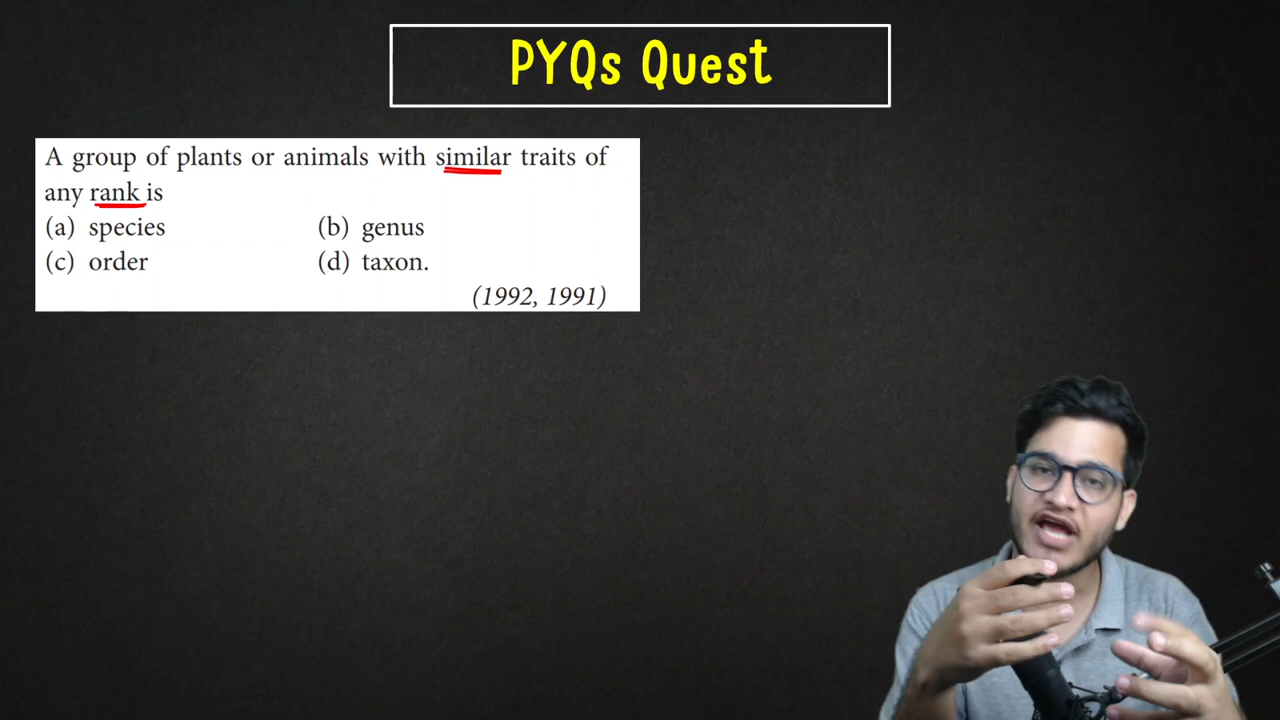 PYQs Quest
A group of plants or animals with similar traits of
any rank is
(a) species (b) genus
(c) order (d) taxon.
(1992, 1991)